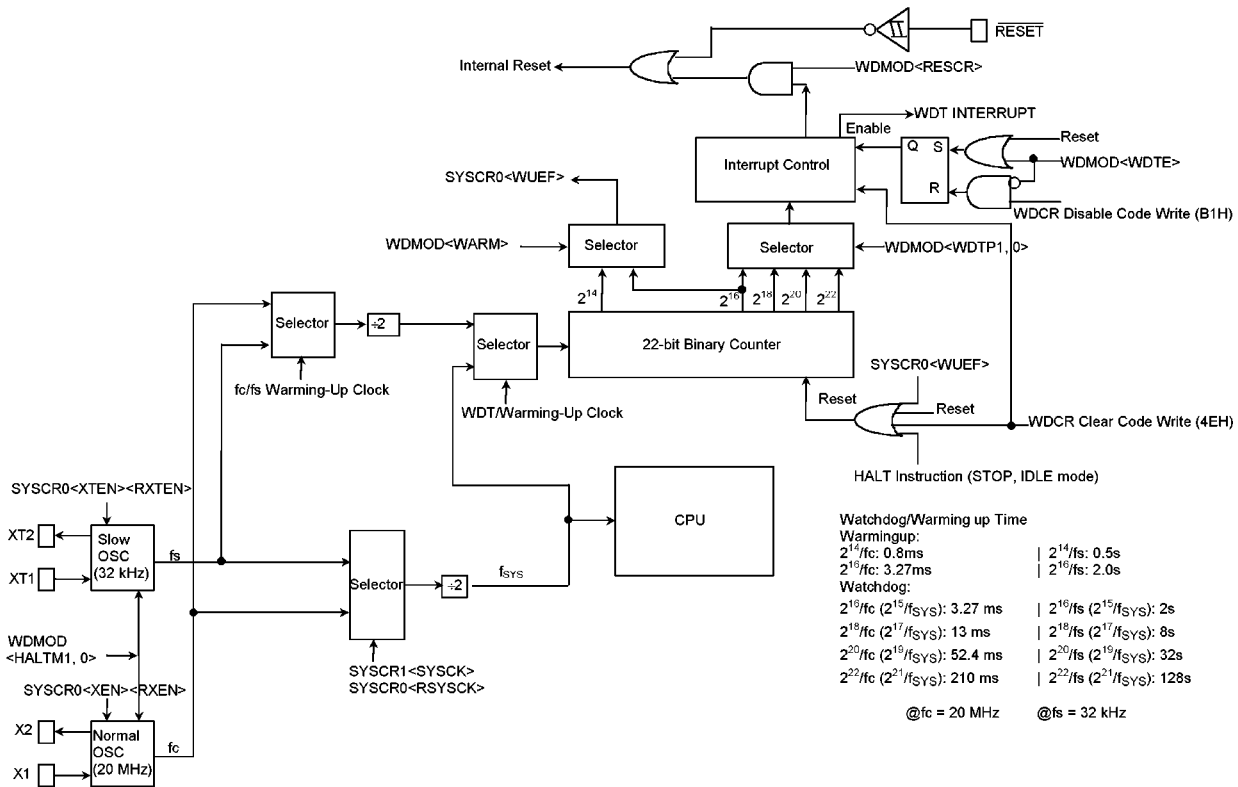 RESET
Internal Reset
WDMOD<RESCR>
WDT INTERRUPT
Enable
Reset
Interrupt Control
Q S
R
WDMOD<WDTE>
WDCR Disable Code Write (B1H)
SYSCR0<WUEF>
WDMOD<WARM>
Selector
Selector
WDMOD<WDTP1, 0>
2^14
2^16
2^18
2^20
2^22
Selector
÷2
Selector
22-bit Binary Counter
fc/fs Warming-Up Clock
WDT/Warming-Up Clock
SYSCR0<WUEF>
Reset
Reset
WDCR Clear Code Write (4EH)
HALT Instruction (STOP, IDLE mode)
SYSCR0<XTEN><RXTEN>
XT2
XT1
Slow
OSC
(32 kHz)
fs
Selector
÷2
fSYS
CPU
WDMOD
<HALTM1, 0>
SYSCR1<SYSCK>
SYSCR0<RSYSCK>
SYSCR0<XEN><RXEN>
X2
X1
Normal
OSC
(20 MHz)
fc
Watchdog/Warming up Time
Warmingup:
2^14/fc: 0.8ms | 2^14/fs: 0.5s
2^16/fc: 3.27ms | 2^16/fs: 2.0s
Watchdog:
2^16/fc (2^15/fSYS): 3.27 ms | 2^16/fs (2^15/fSYS): 2s
2^18/fc (2^17/fSYS): 13 ms | 2^18/fs (2^17/fSYS): 8s
2^20/fc (2^19/fSYS): 52.4 ms | 2^20/fs (2^19/fSYS): 32s
2^22/fc (2^21/fSYS): 210 ms | 2^22/fs (2^21/fSYS): 128s
@fc = 20 MHz @fs = 32 kHz